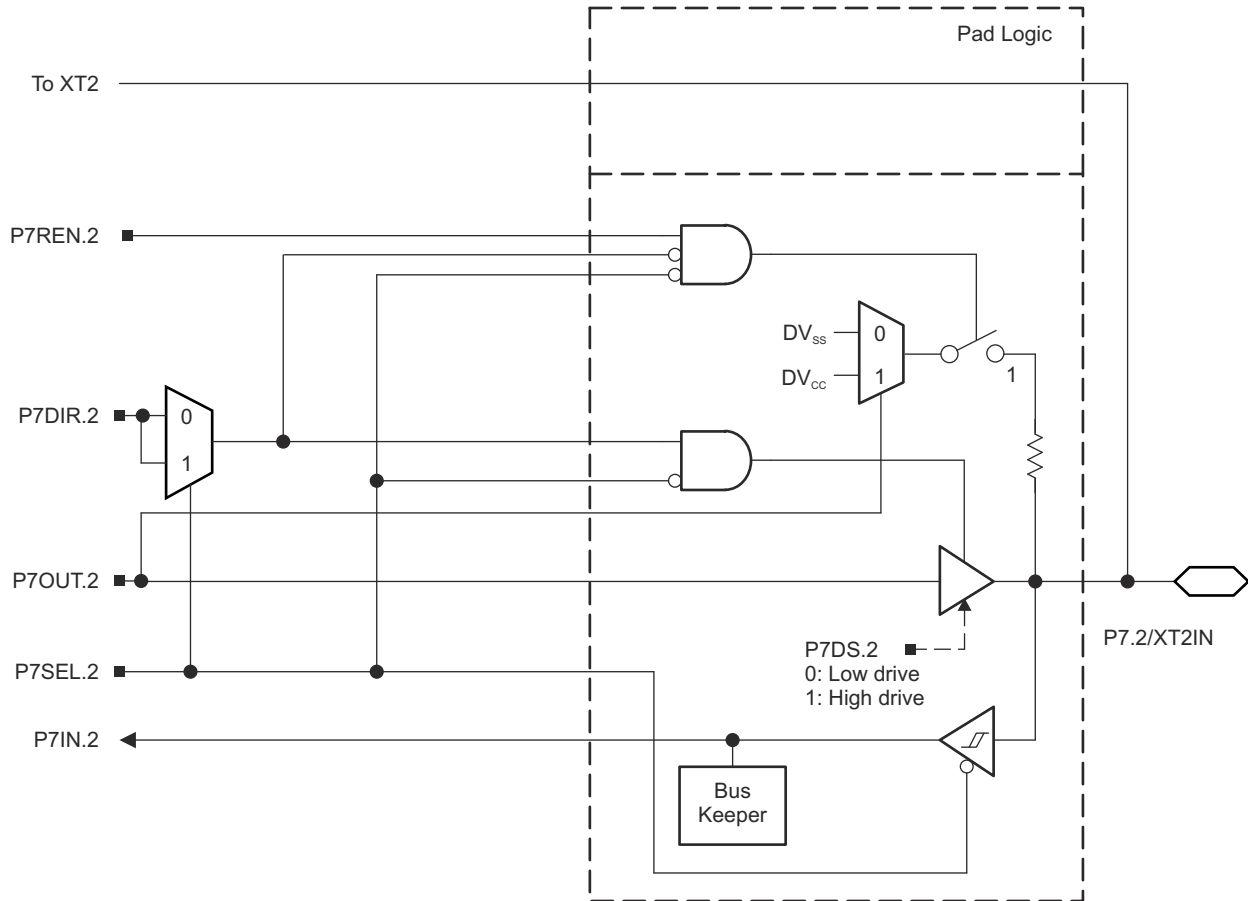 Pad Logic
To XT2
P7REN.2
DVSS
0
DVCC
1
1
P7DIR.2
0
1
P7OUT.2
P7.2/XT2IN
P7SEL.2
P7DS.2
0: Low drive
1: High drive
P7IN.2
Bus
Keeper